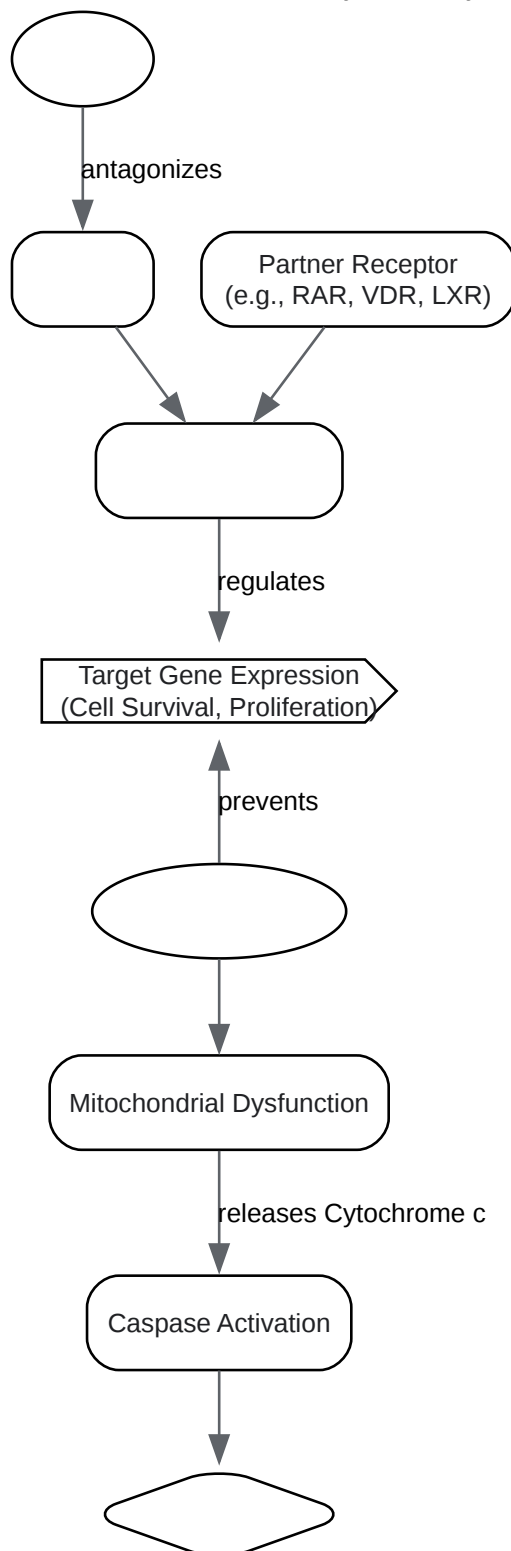 antagonizes
Partner Receptor
(e.g., RAR, VDR, LXR)
regulates
Target Gene Expression
(Cell Survival, Proliferation)
prevents
Mitochondrial Dysfunction
releases Cytochrome c
Caspase Activation